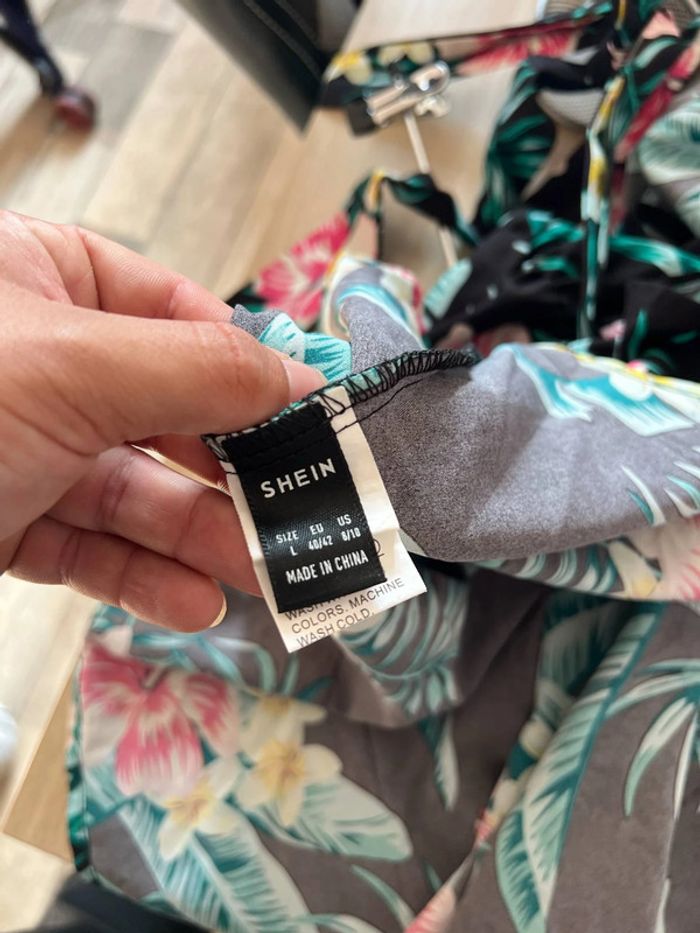 SHEIN
SIZE EU US
L 40/42 8/10
MADE IN CHINA
COLORS. MACHINE
WASH COLD.